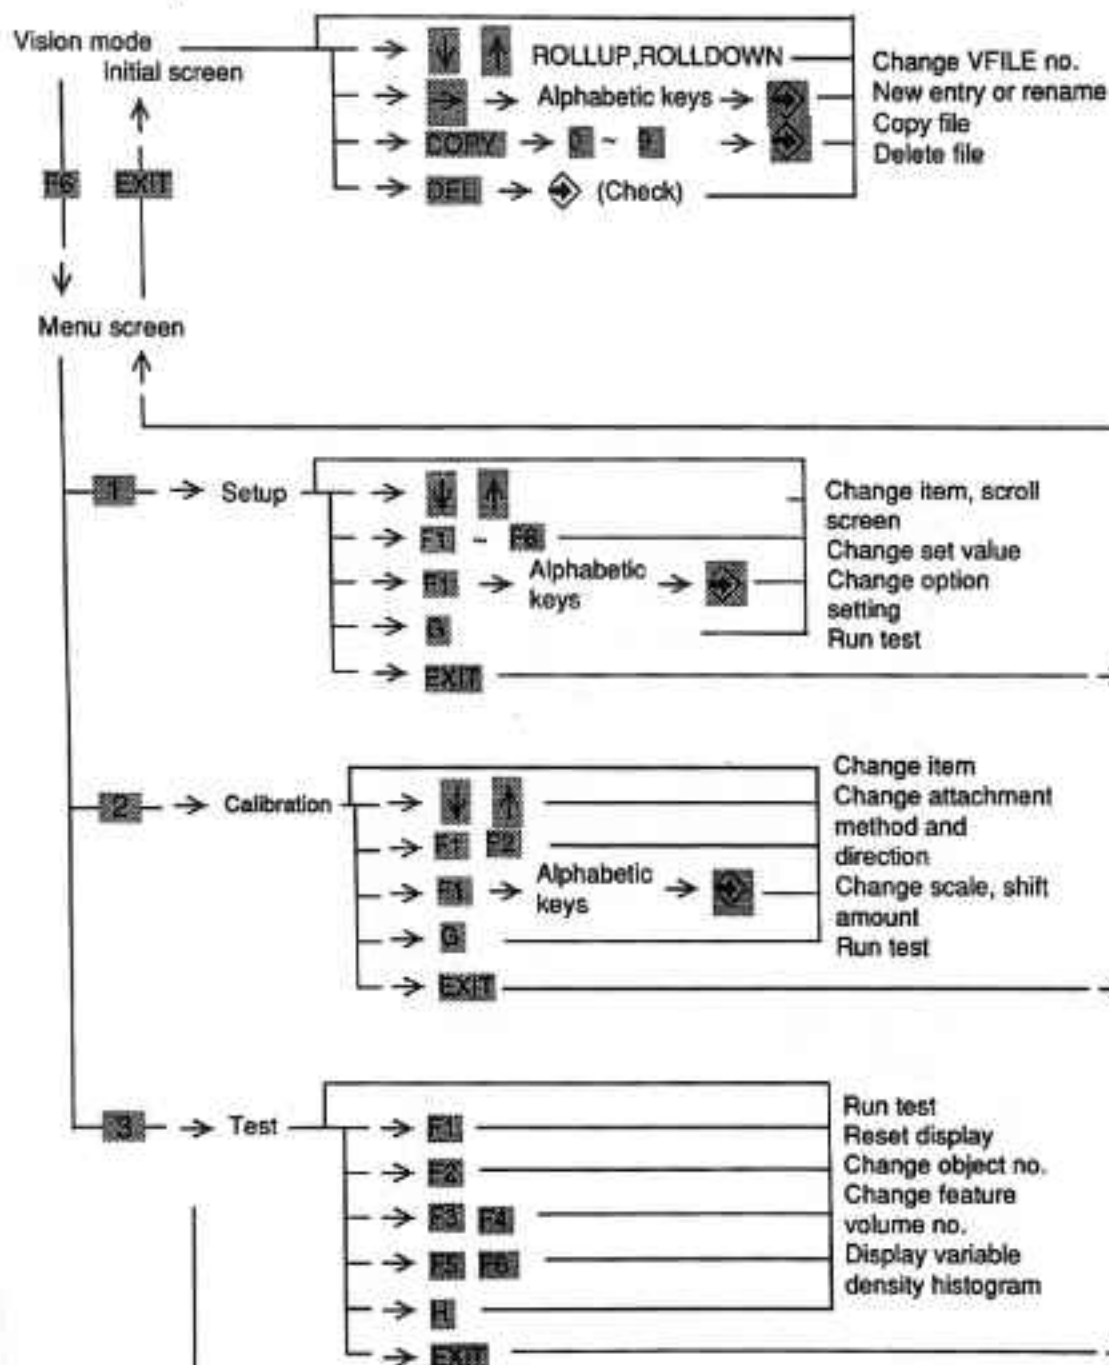 Vision mode
Initial screen
ROLLUP,ROLLDOWN
Change VFILE no.
Alphabetic keys
New entry or rename
COPY 0 ~ 9
Copy file
DEL (Check)
Delete file
F6 EXIT
Menu screen
1 Setup
Change item, scroll
screen
F1 ~ F6
Change set value
F1 Alphabetic
keys
Change option
setting
G
Run test
EXIT
2 Calibration
Change item
Change attachment
method and
direction
F1 F2
F1 Alphabetic
keys
Change scale, shift
amount
G
Run test
EXIT
3 Test
F1
Run test
Reset display
F2
Change object no.
Change feature
volume no.
F3 F4
F5 F6
Display variable
density histogram
H
EXIT